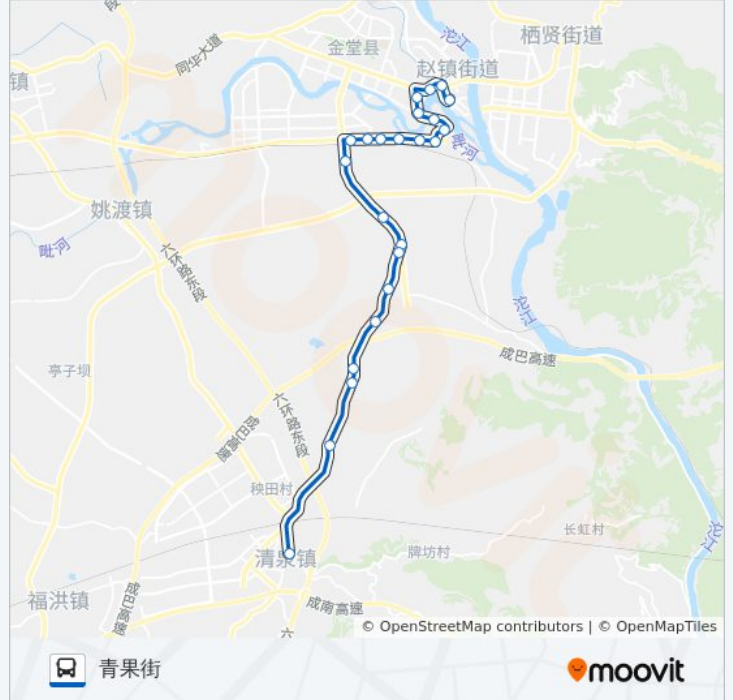 段
沱江
栖贤街道
金堂县
同华大道
赵镇街道
镇
毗河
姚渡镇
毗河
六环路东段
沱江
成巴高速
亭子坝
六环路东段
成巴高速
秧田村
长虹村
沱江
牌坊村
清泉镇
福洪镇
成巴高速
成南高速
六
© OpenStreetMap contributors | © OpenMapTiles
青果街
moovit